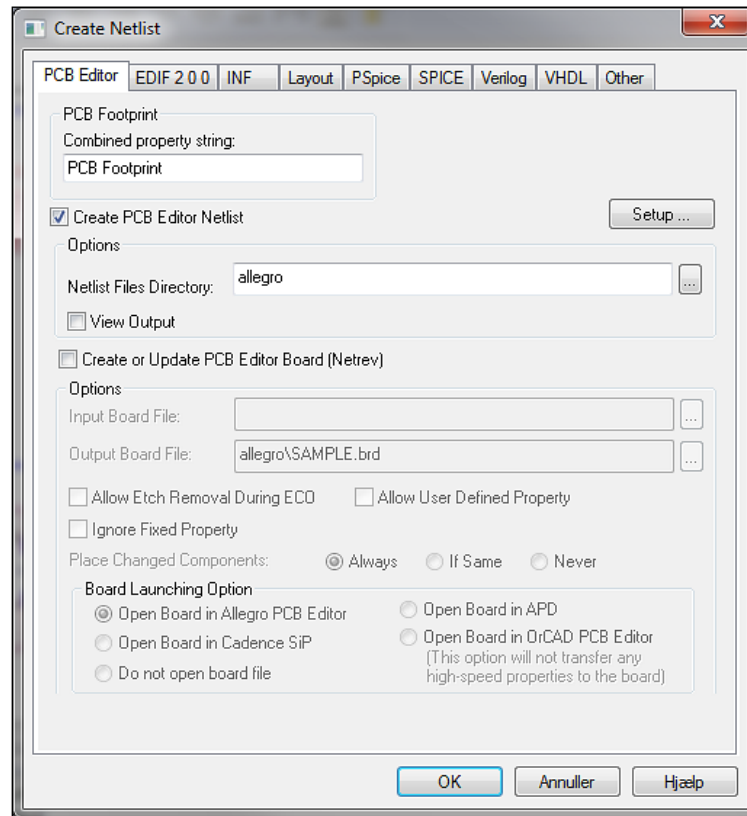 Create Netlist
PCB Editor EDIF 2 0 0 INF Layout PSpice SPICE Verilog VHDL Other
PCB Footprint
Combined property string:
PCB Footprint
Create PCB Editor Netlist Setup ...
Options
Netlist Files Directory: allegro ...
View Output
Create or Update PCB Editor Board (Netrev)
Options
Input Board File: ...
Output Board File: allegro\SAMPLE.brd ...
Allow Etch Removal During ECO Allow User Defined Property
Ignore Fixed Property
Place Changed Components: Always If Same Never
Board Launching Option
Open Board in Allegro PCB Editor Open Board in APD
Open Board in Cadence SiP Open Board in OrCAD PCB Editor
(This option will not transfer any
Do not open board file high-speed properties to the board)
OK Annuller Hjælp